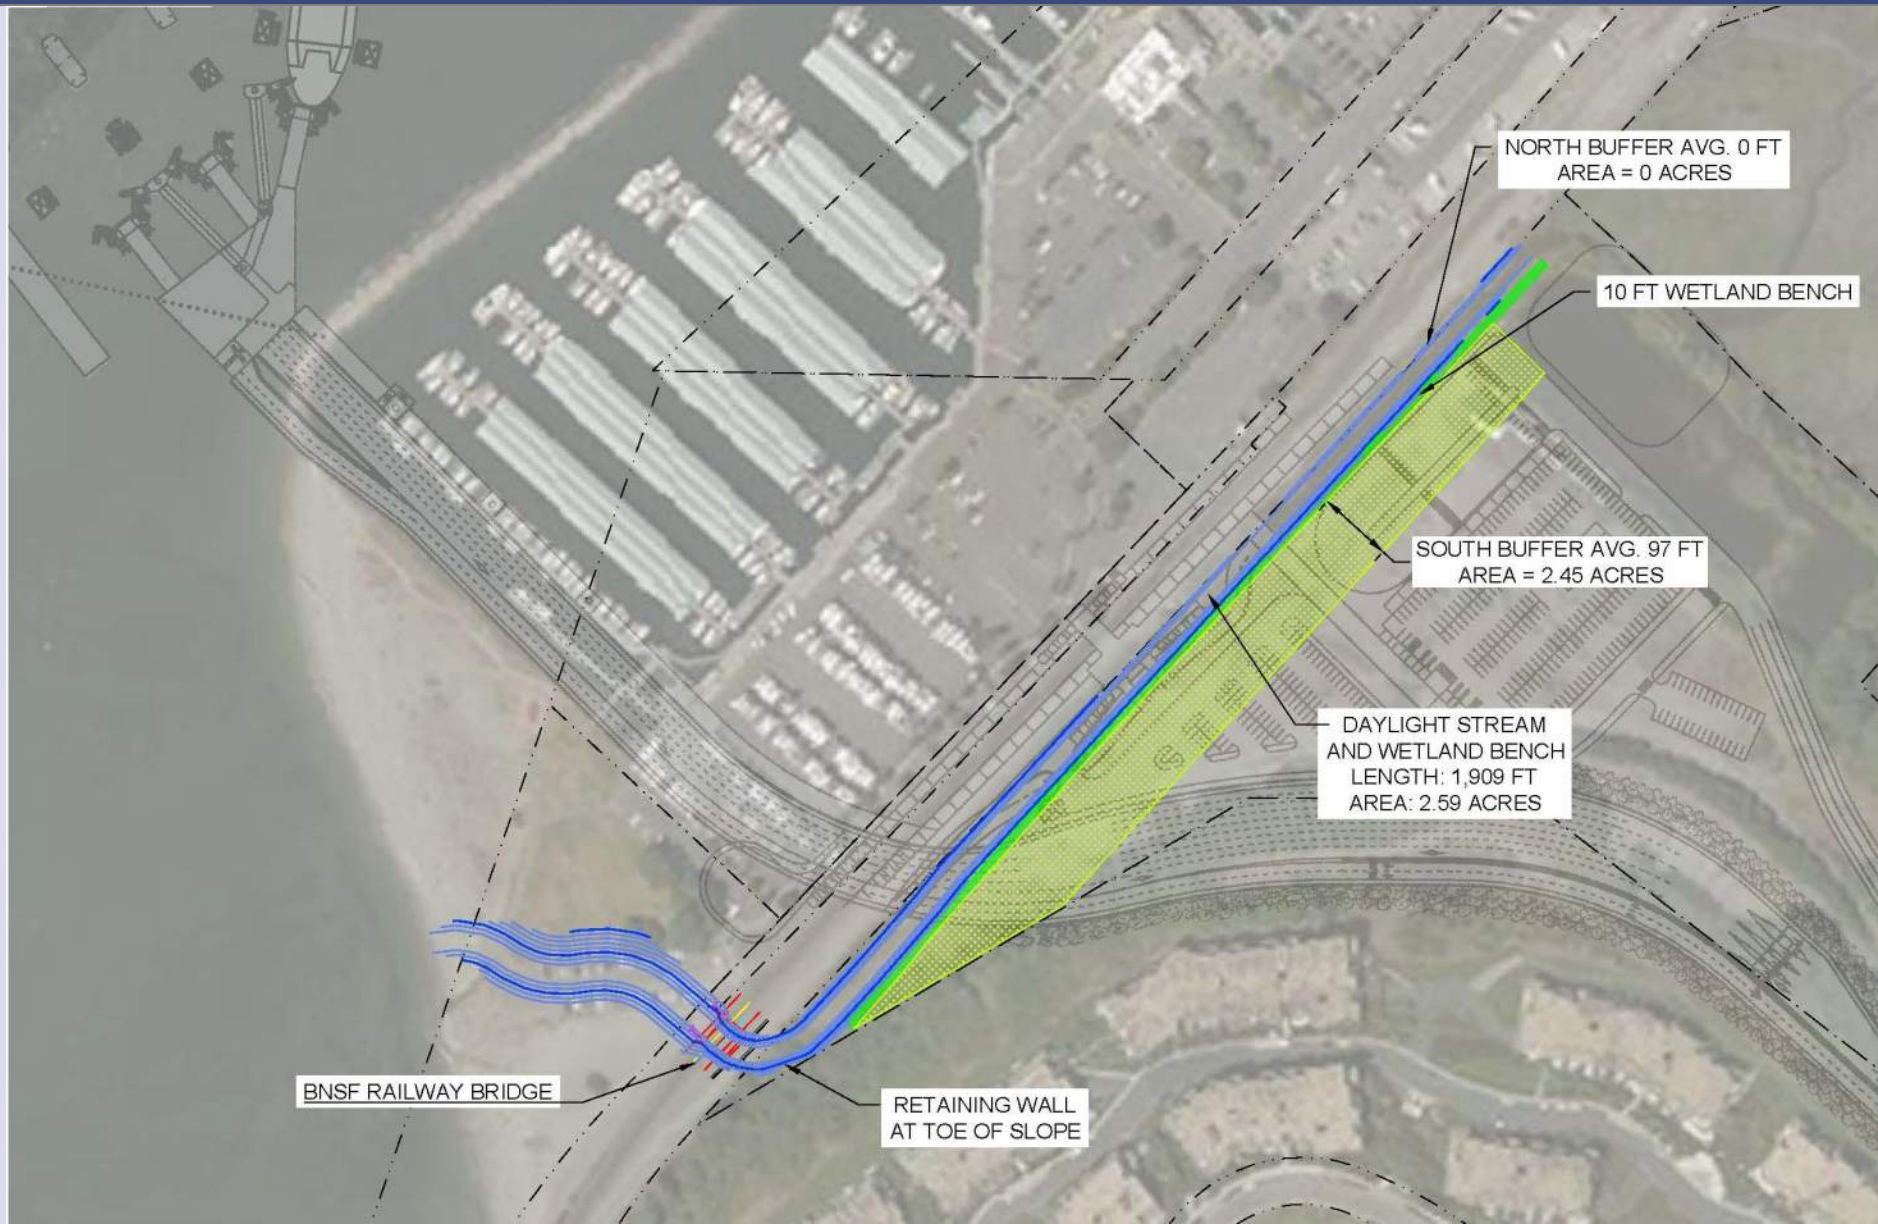 NORTH BUFFER AVG. 0 FT
AREA = 0 ACRES
10 FT WETLAND BENCH
SOUTH BUFFER AVG. 97 FT
AREA = 2.45 ACRES
DAYLIGHT STREAM
AND WETLAND BENCH
LENGTH: 1,909 FT
AREA: 2.59 ACRES
BNSF RAILWAY BRIDGE
RETAINING WALL
AT TOE OF SLOPE